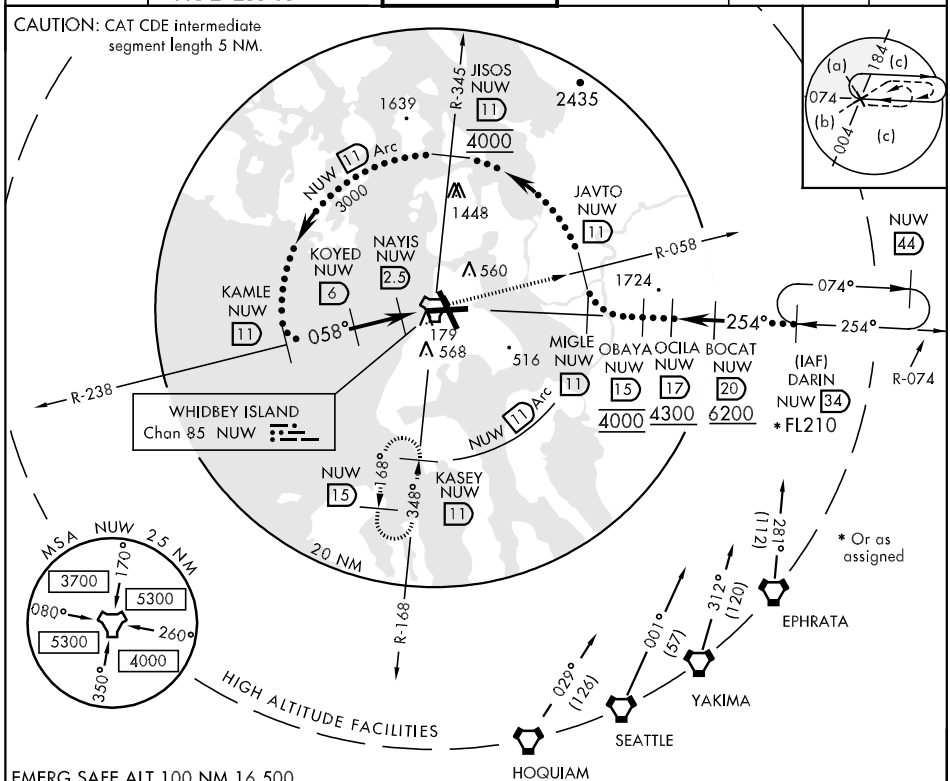 CAUTION: CAT CDE intermediate
segment length 5 NM.
(a)
184
(c)
074
(b)
004
(c)
R-345
JISOS
NUW
11
4000
1639
2435
NUW 11 Arc
3000
1448
JAVTO
NUW
11
NUW
44
R-058
KOYED
NUW
6
NAYIS
NUW
2.5
560
1724
074°
KAMLE
NUW
11
058°
254°
254°
179
568
516
MIGLE
NUW
11
OBAYA
NUW
15
4000
OCILA
NUW
17
4300
BOCAT
NUW
20
6200
(IAF)
DARIN
NUW 34
* FL210
R-074
R-238
WHIDBEY ISLAND
Chan 85 NUW
NUW 11 Arc
NUW
15
168°
348°
KASEY
NUW
11
20 NM
R-168
MSA NUW 25 NM
3700
170°
5300
080°
260°
5300
4000
350°
* Or as
assigned
281°
(112)
312°
(120)
001°
(57)
029°
(126)
EPHRATA
YAKIMA
SEATTLE
HOQUIAM
HIGH ALTITUDE FACILITIES
EMERG SAFE ALT 100 NM 16,500